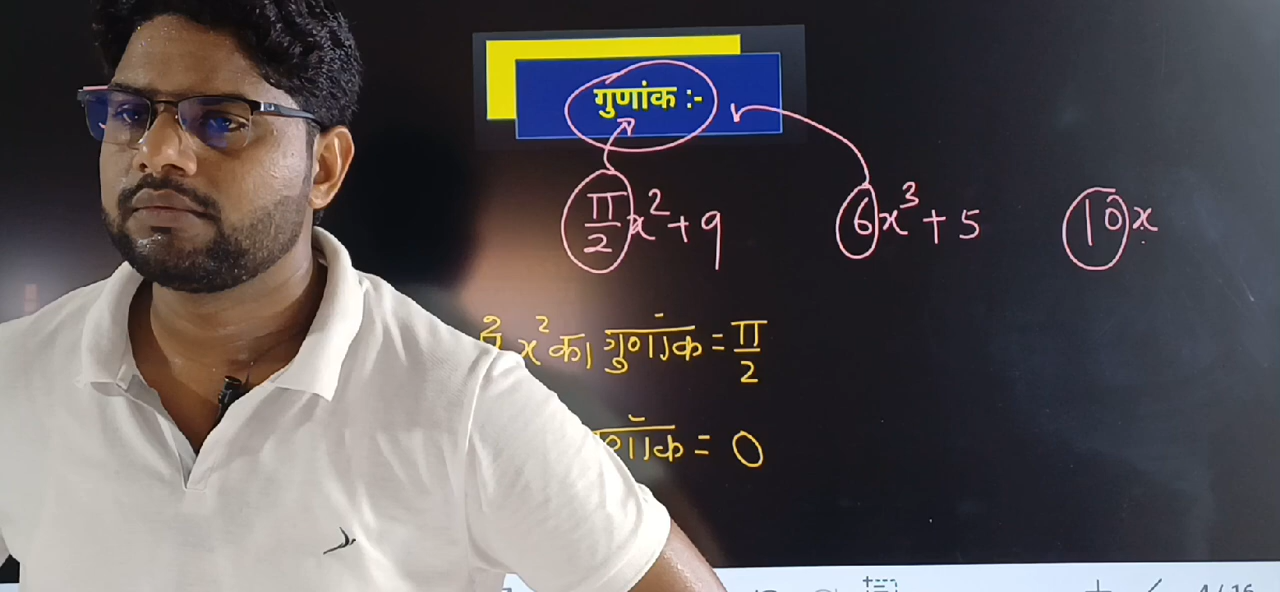 गुणांक :-
π/2 x² + 9
6x³ + 5
10x
x² का गुणांक = π/2
गुणांक = 0